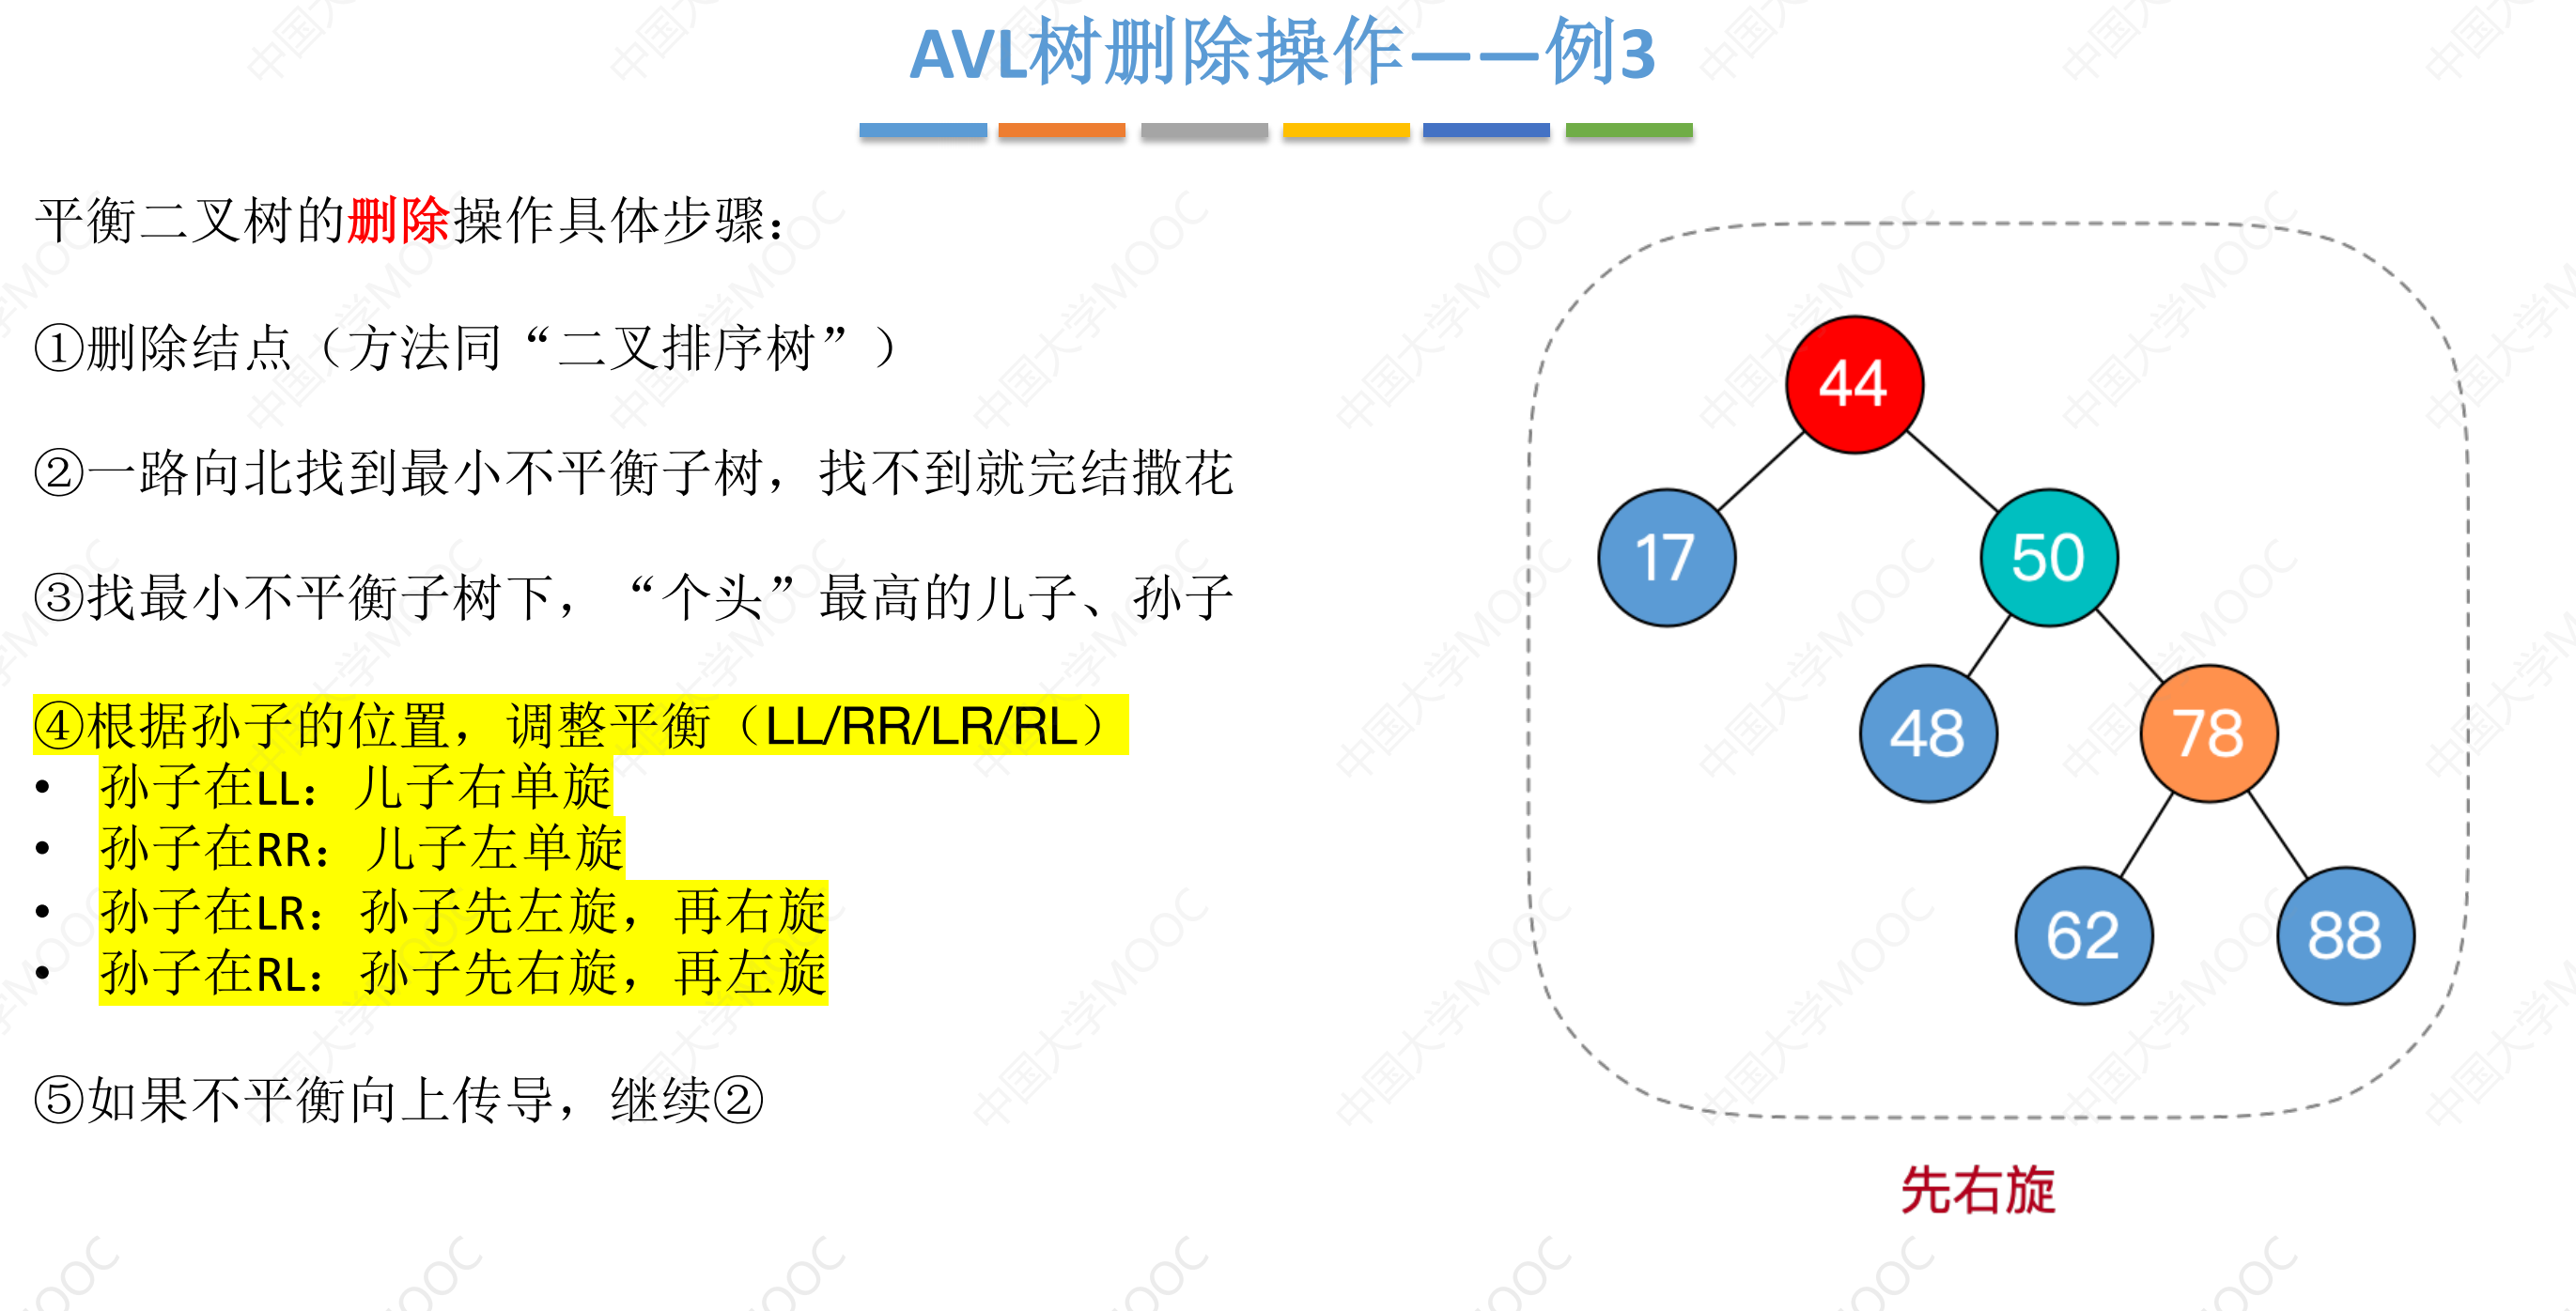 AVL树删除操作——例3
平衡二叉树的删除操作具体步骤：
①删除结点（方法同“二叉排序树”）
②一路向北找到最小不平衡子树，找不到就完结撒花
③找最小不平衡子树下，“个头”最高的儿子、孙子
④根据孙子的位置，调整平衡（LL/RR/LR/RL）
• 孙子在LL：儿子右单旋
• 孙子在RR：儿子左单旋
• 孙子在LR：孙子先左旋，再右旋
• 孙子在RL：孙子先右旋，再左旋
⑤如果不平衡向上传导，继续②
44
17
50
48
78
62
88
先右旋
中国大学MOOC